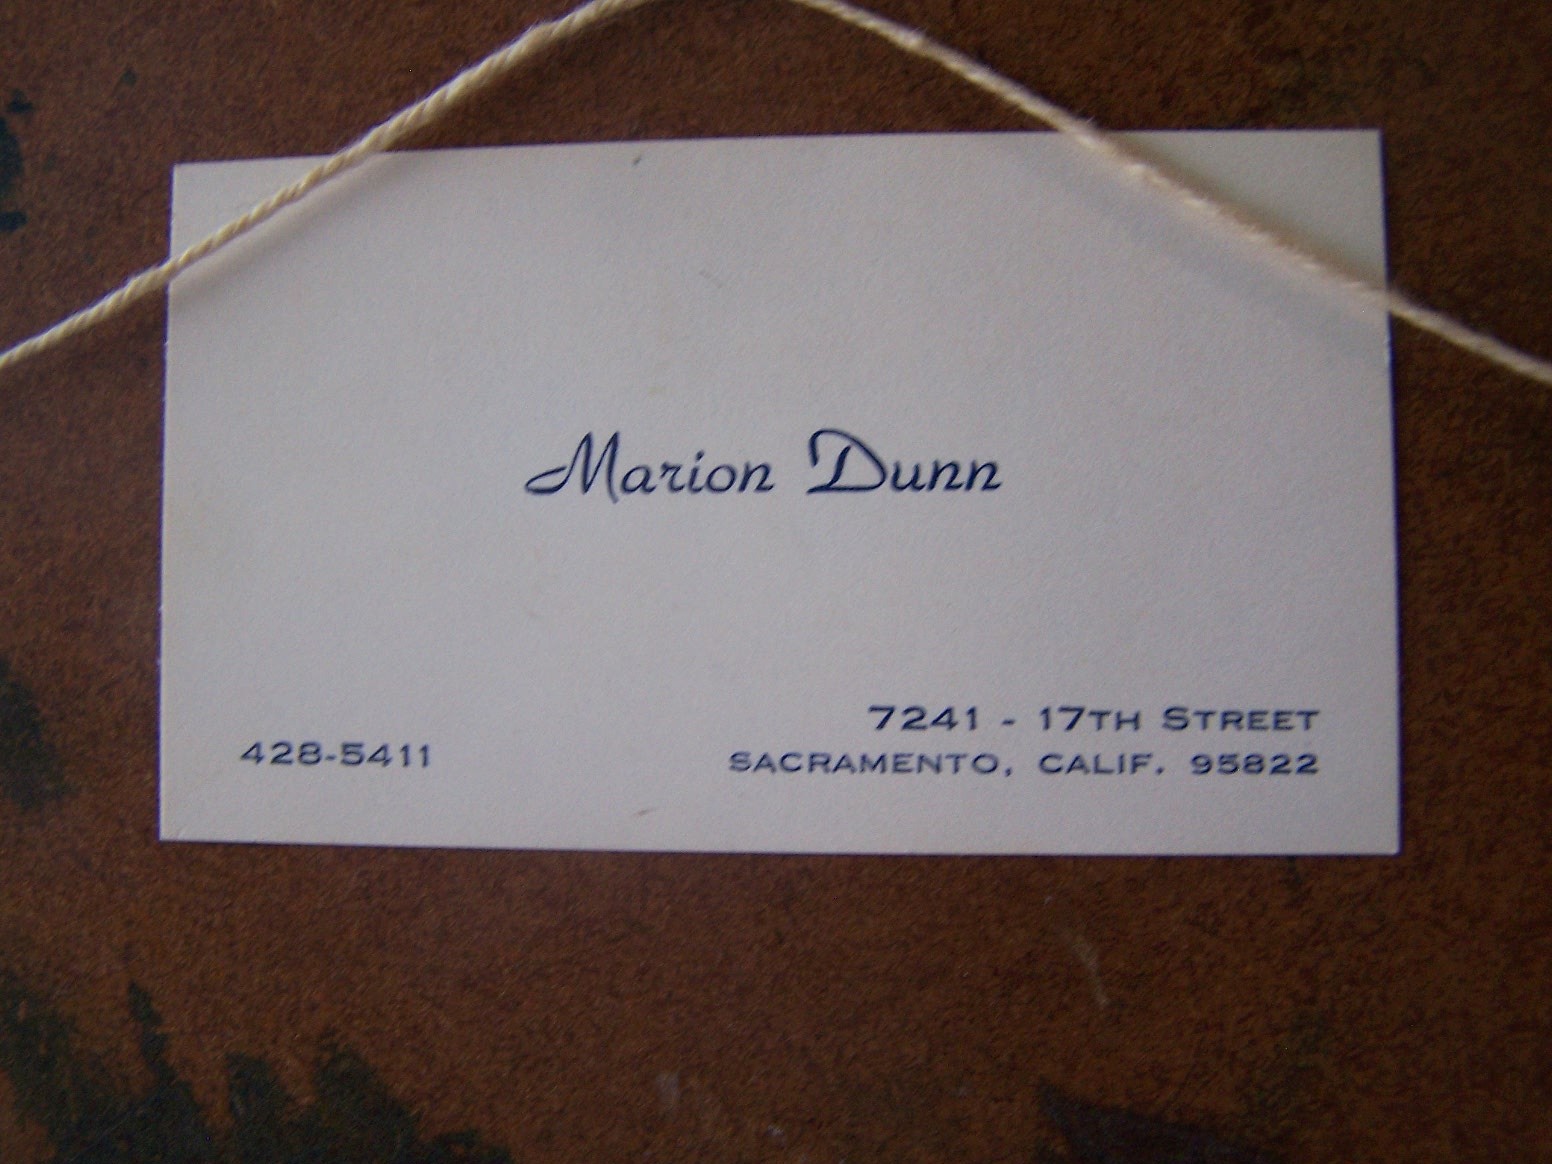 Marion Dunn
428-5411
7241 - 17TH STREET
SACRAMENTO, CALIF. 95822